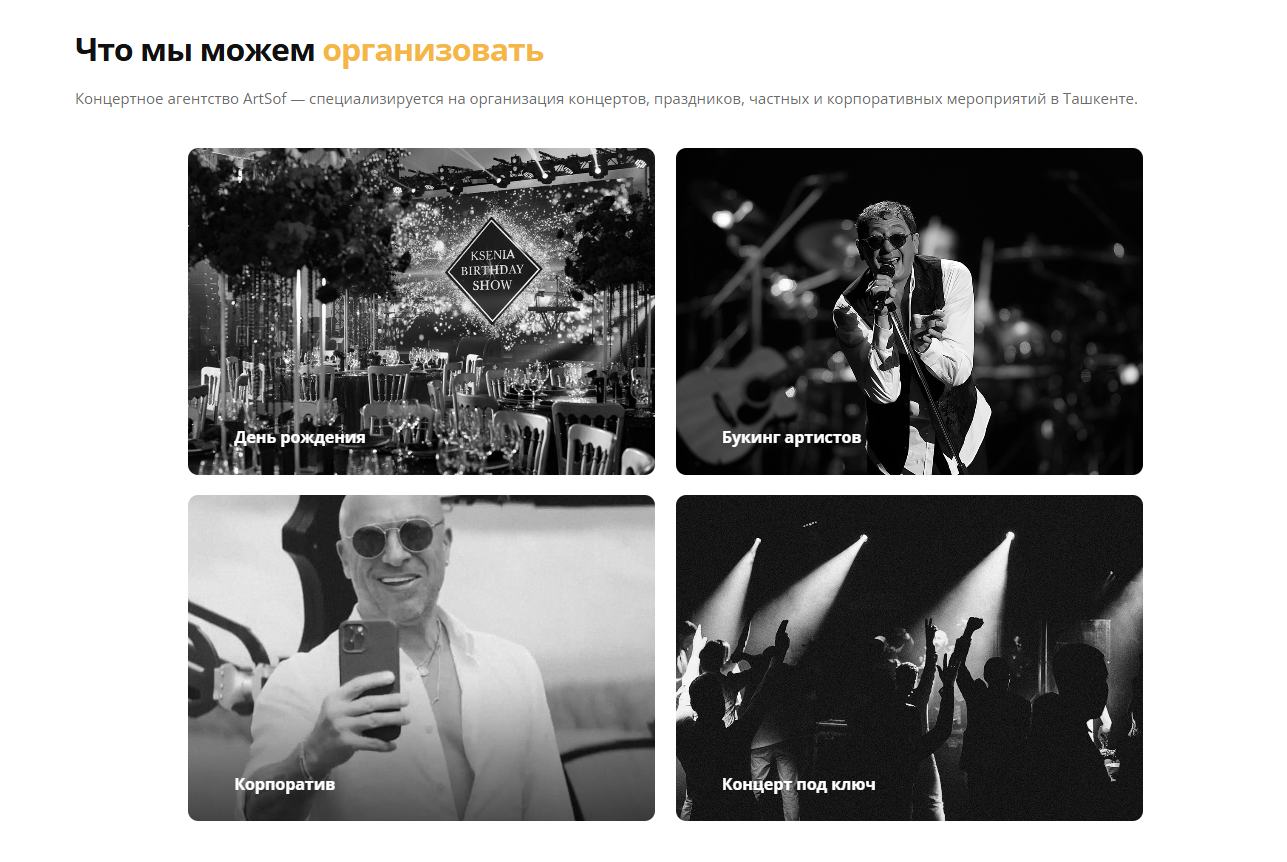 Что мы можем организовать
Концертное агентство ArtSof — специализируется на организация концертов, праздников, частных и корпоративных мероприятий в Ташкенте.
KSENIA
BIRTHDAY
SHOW
День рождения
Букинг артистов
Корпоратив
Концерт под ключ